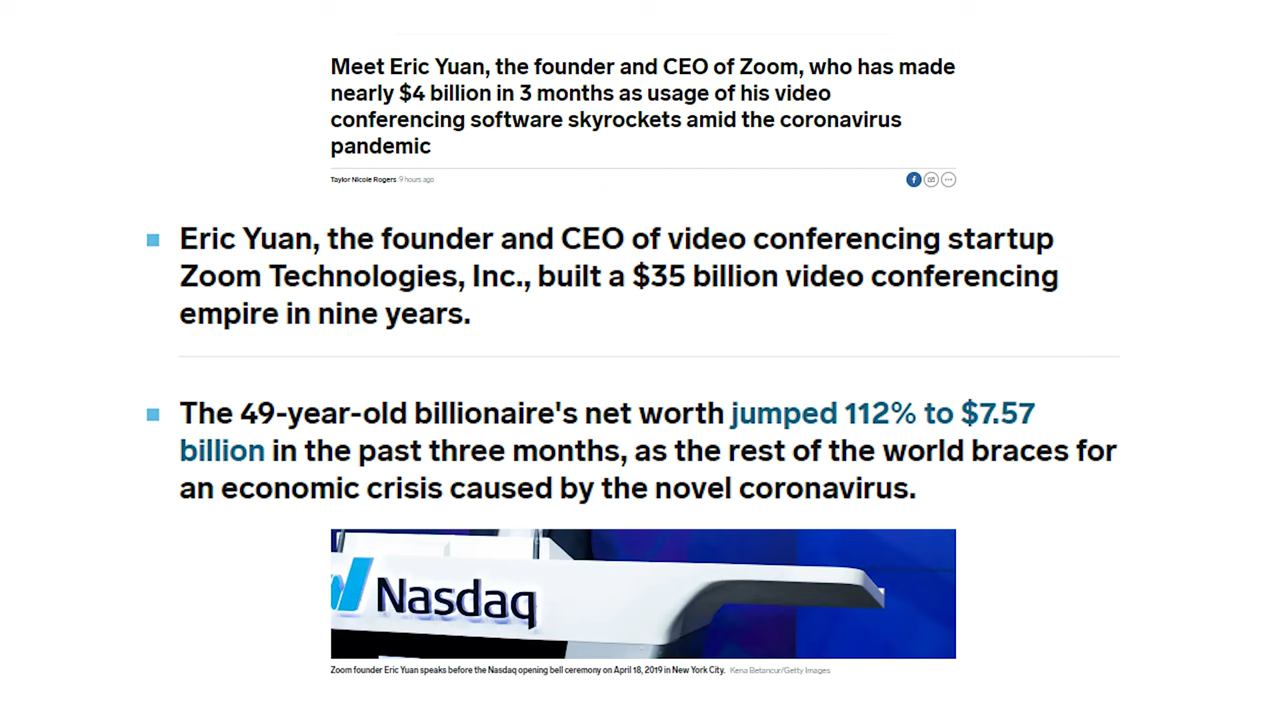 Meet Eric Yuan, the founder and CEO of Zoom, who has made
nearly $4 billion in 3 months as usage of his video
conferencing software skyrockets amid the coronavirus
pandemic
Taylor Nicole Rogers 9 hours ago
Eric Yuan, the founder and CEO of video conferencing startup
Zoom Technologies, Inc., built a $35 billion video conferencing
empire in nine years.
The 49-year-old billionaire's net worth jumped 112% to $7.57
billion in the past three months, as the rest of the world braces for
an economic crisis caused by the novel coronavirus.
Nasdaq
Zoom founder Eric Yuan speaks before the Nasdaq opening bell ceremony on April 18, 2019 in New York City. Kena Betancur/Getty Images